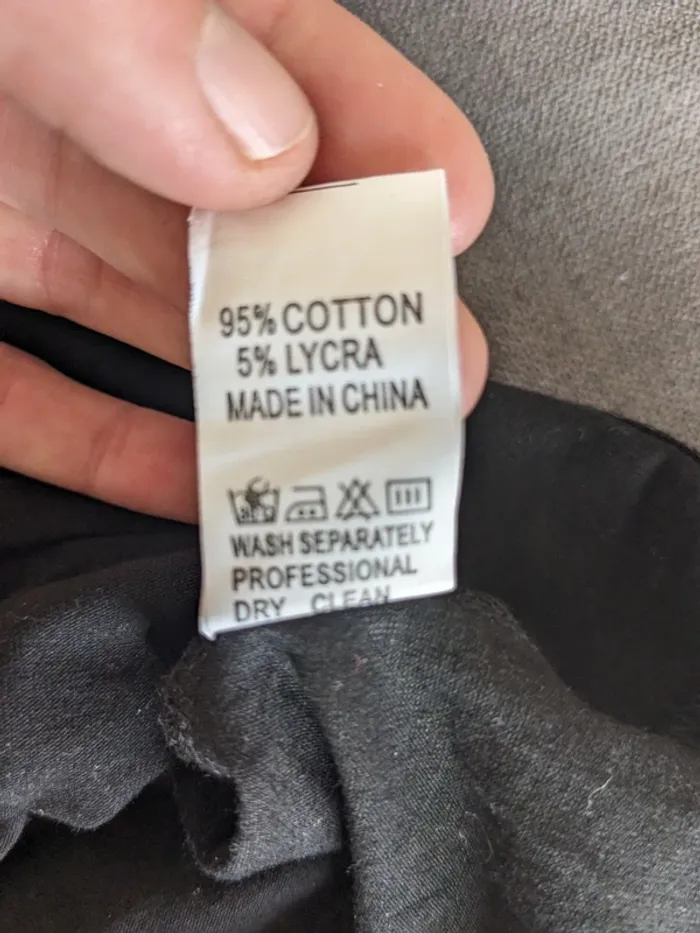 95% COTTON
5% LYCRA
MADE IN CHINA
WASH SEPARATELY
PROFESSIONAL
DRY CLEAN